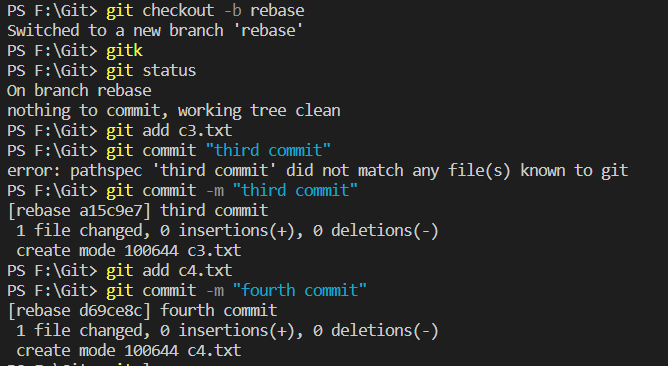 PS F:\Git> git checkout -b rebase
Switched to a new branch 'rebase'
PS F:\Git> gitk
PS F:\Git> git status
On branch rebase
nothing to commit, working tree clean
PS F:\Git> git add c3.txt
PS F:\Git> git commit "third commit"
error: pathspec 'third commit' did not match any file(s) known to git
PS F:\Git> git commit -m "third commit"
[rebase a15c9e7] third commit
 1 file changed, 0 insertions(+), 0 deletions(-)
 create mode 100644 c3.txt
PS F:\Git> git add c4.txt
PS F:\Git> git commit -m "fourth commit"
[rebase d69ce8c] fourth commit
 1 file changed, 0 insertions(+), 0 deletions(-)
 create mode 100644 c4.txt